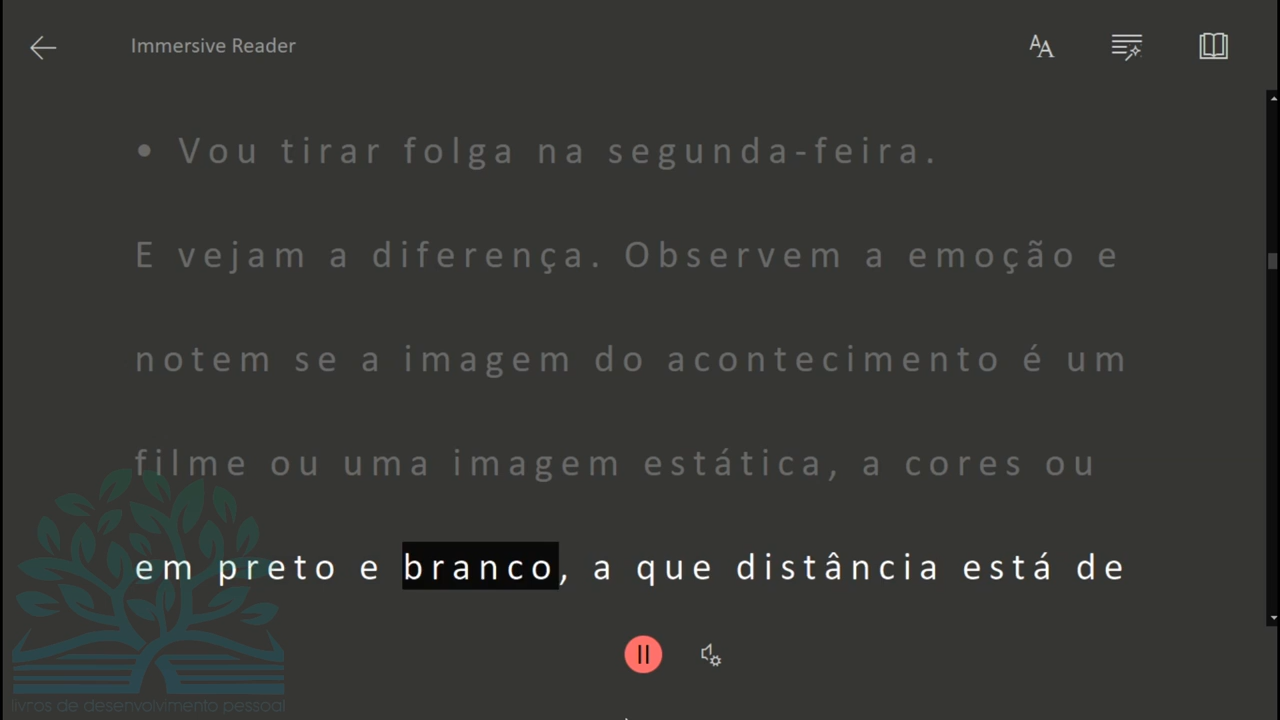 Immersive Reader
• Vou tirar folga na segunda-feira.
E vejam a diferença. Observem a emoção e
notem se a imagem do acontecimento é um
filme ou uma imagem estática, a cores ou
em preto e branco, a que distância está de
livros de desenvolvimento pessoal